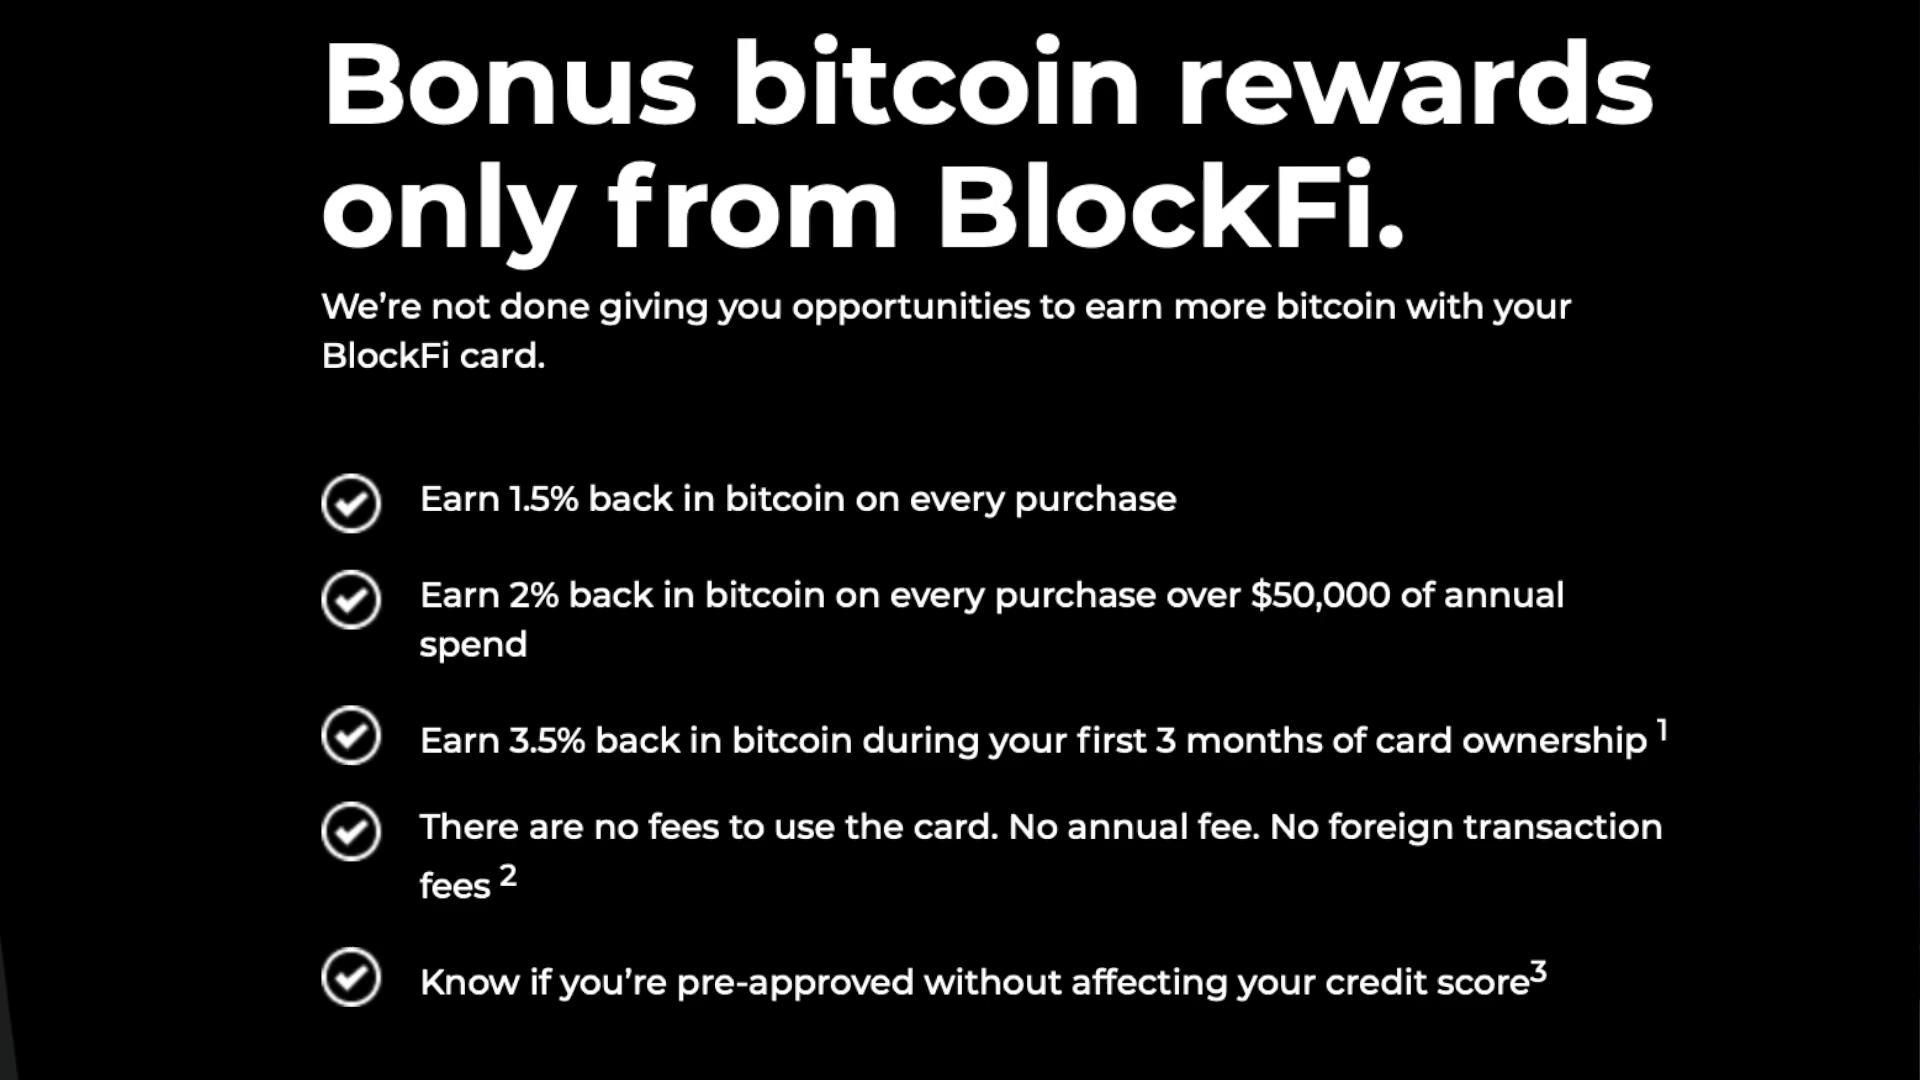 Bonus bitcoin rewards
only from BlockFi.
We’re not done giving you opportunities to earn more bitcoin with your
BlockFi card.
Earn 1.5% back in bitcoin on every purchase
Earn 2% back in bitcoin on every purchase over $50,000 of annual
spend
Earn 3.5% back in bitcoin during your first 3 months of card ownership 1
There are no fees to use the card. No annual fee. No foreign transaction
fees 2
Know if you’re pre-approved without affecting your credit score3